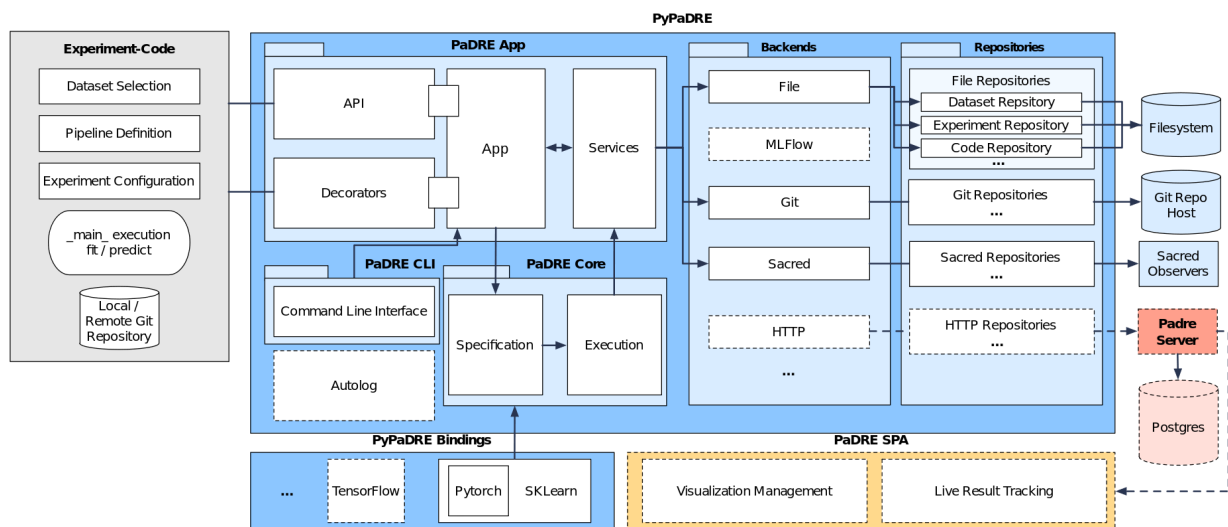 PyPaDRE
Experiment-Code
Dataset Selection
Pipeline Definition
Experiment Configuration
_main_ execution
fit / predict
Local /
Remote Git
Repository
PaDRE App
API
Decorators
App
Services
PaDRE CLI
Command Line Interface
Autolog
PaDRE Core
Specification
Execution
Backends
File
MLFlow
Git
Sacred
HTTP
...
Repositories
File Repositories
Dataset Repsitory
Experiment Repository
Code Repository
...
Git Repositories
...
Sacred Repositories
...
HTTP Repositories
...
Filesystem
Git Repo
Host
Sacred
Observers
Padre
Server
Postgres
PyPaDRE Bindings
...
TensorFlow
Pytorch
SKLearn
PaDRE SPA
Visualization Management
Live Result Tracking